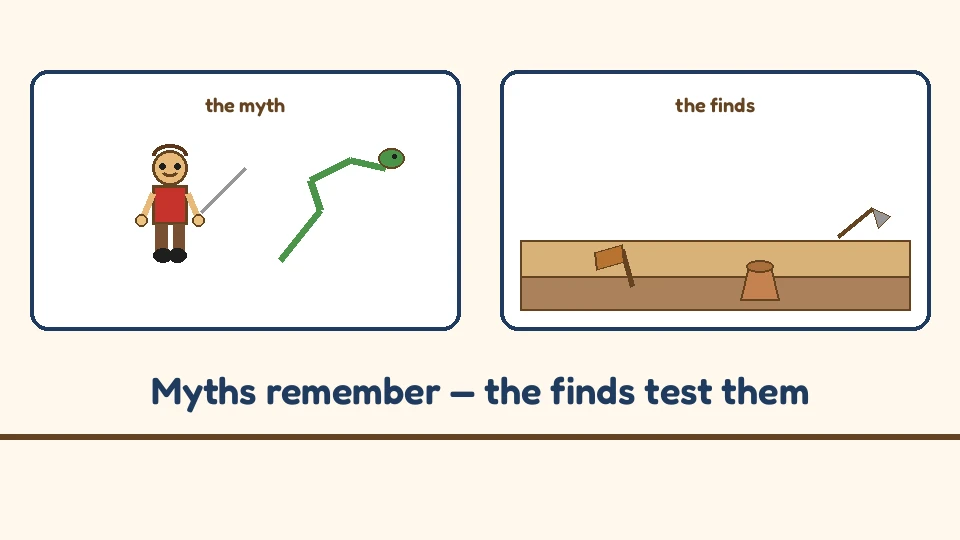 the myth
the finds
Myths remember – the finds test them